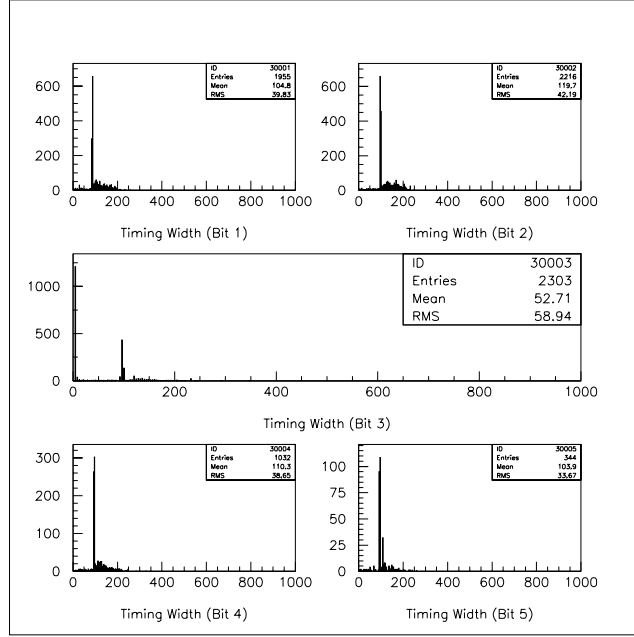 ID 30001
Entries 1955
Mean 104.8
RMS 39.83
600
400
200
0
0 200 400 600 800 1000
Timing Width (Bit 1)
ID 30002
Entries 2216
Mean 119.7
RMS 42.19
600
400
200
0
0 200 400 600 800 1000
Timing Width (Bit 2)
ID 30003
Entries 2303
Mean 52.71
RMS 58.94
1000
500
0
0 200 400 600 800 1000
Timing Width (Bit 3)
ID 30004
Entries 1032
Mean 110.3
RMS 38.65
300
200
100
0
0 200 400 600 800 1000
Timing Width (Bit 4)
ID 30005
Entries 344
Mean 103.9
RMS 33.67
100
75
50
25
0
0 200 400 600 800 1000
Timing Width (Bit 5)